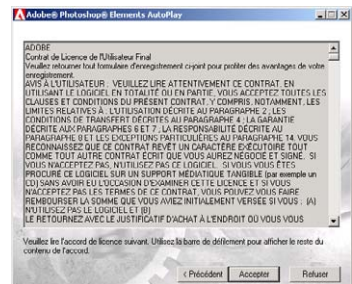 Adobe® Photoshop® Elements AutoPlay
ADOBE
Contrat de Licence de l'Utilisateur Final
Veuillez retourner tout formulaire d'enregistrement ci-joint pour profiter des avantages de votre
enregistrement.
AVIS À L'UTILISATEUR : VEUILLEZ LIRE ATTENTIVEMENT CE CONTRAT. EN
UTILISANT LE LOGICIEL EN TOTALITÉ OU EN PARTIE, VOUS ACCEPTEZ TOUTES LES
CLAUSES ET CONDITIONS DU PRÉSENT CONTRAT, Y COMPRIS, NOTAMMENT, LES
LIMITES RELATIVES À : L'UTILISATION DÉCRITE AU PARAGRAPHE 2 ; LES
CONDITIONS DE TRANSFERT DÉCRITES AU PARAGRAPHE 4 ; LA GARANTIE
DÉCRITE AUX PARAGRAPHES 6 ET 7 ; LA RESPONSABILITÉ DÉCRITE AU
PARAGRAPHE 8 ET LES EXCEPTIONS PARTICULIÈRES AU PARAGRAPHE 14. VOUS
RECONNAISSEZ QUE CE CONTRAT REVÊT UN CARACTÈRE EXÉCUTOIRE TOUT
COMME TOUT AUTRE CONTRAT ÉCRIT QUE VOUS AUREZ NÉGOCIÉ ET SIGNÉ. SI
VOUS N'ACCEPTEZ PAS, N'UTILISEZ PAS CE LOGICIEL. SI VOUS VOUS ÊTES
PROCURÉ CE LOGICIEL SUR UN SUPPORT MÉDIATIQUE TANGIBLE (par exemple un
CD) SANS AVOIR EU L'OCCASION D'EXAMINER CETTE LICENCE ET SI VOUS
N'ACCEPTEZ PAS LES TERMES DE CE CONTRAT, VOUS POUVEZ VOUS FAIRE
REMBOURSER LA SOMME QUE VOUS AVIEZ INITIALEMENT VERSÉE SI VOUS : (A)
N'UTILISEZ PAS LE LOGICIEL ET (B)
LE RETOURNEZ AVEC LE JUSTIFICATIF D'ACHAT À L'ENDROIT OÙ VOUS VOUS
Veuillez lire l'accord de licence suivant. Utilisez la barre de défilement pour afficher le reste du
contenu de l'accord.
< Précédent Accepter Refuser